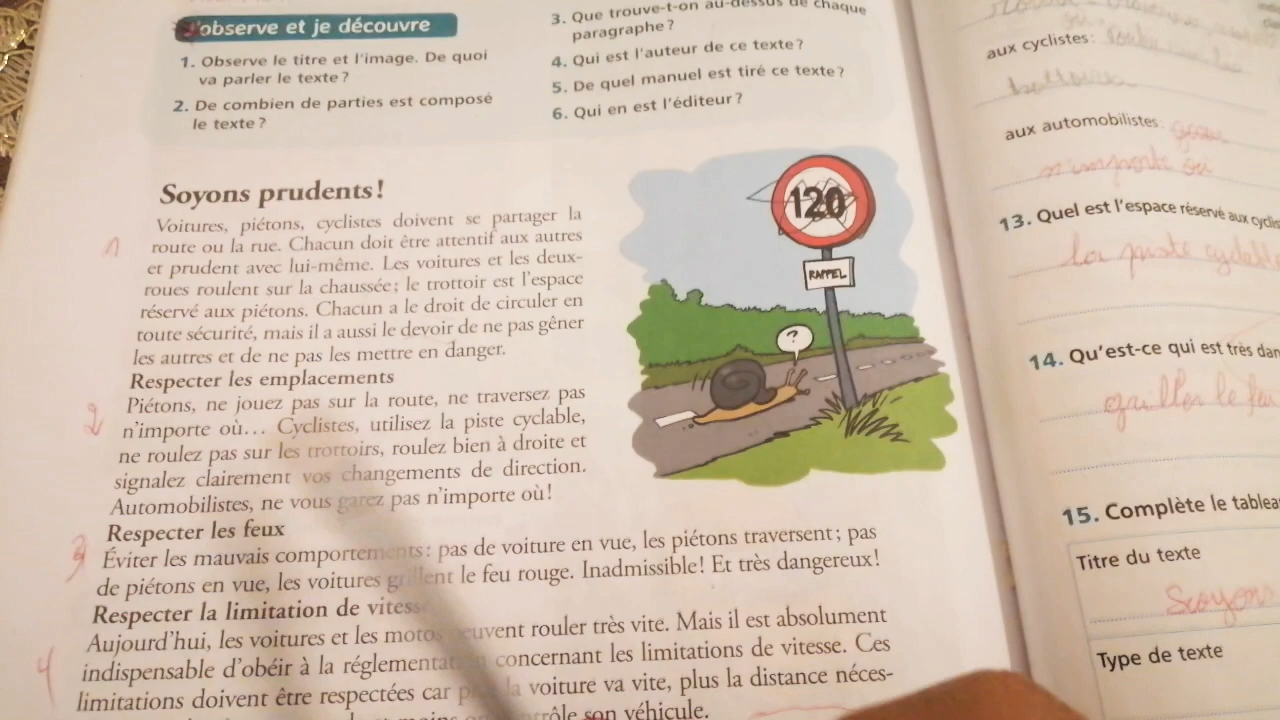 J'observe et je découvre
1. Observe le titre et l'image. De quoi
va parler le texte ?
2. De combien de parties est composé
le texte ?
3. Que trouve-t-on au-dessus de chaque
paragraphe ?
4. Qui est l'auteur de ce texte ?
5. De quel manuel est tiré ce texte ?
6. Qui en est l'éditeur ?
Soyons prudents !
1
Voitures, piétons, cyclistes doivent se partager la
route ou la rue. Chacun doit être attentif aux autres
et prudent avec lui-même. Les voitures et les deux-
roues roulent sur la chaussée ; le trottoir est l'espace
réservé aux piétons. Chacun a le droit de circuler en
toute sécurité, mais il a aussi le devoir de ne pas gêner
les autres et de ne pas les mettre en danger.
Respecter les emplacements
2
Piétons, ne jouez pas sur la route, ne traversez pas
n'importe où... Cyclistes, utilisez la piste cyclable,
ne roulez pas sur les trottoirs, roulez bien à droite et
signalez clairement vos changements de direction.
Automobilistes, ne vous garez pas n'importe où !
Respecter les feux
3
Éviter les mauvais comportements : pas de voiture en vue, les piétons traversent ; pas
de piétons en vue, les voitures grillent le feu rouge. Inadmissible ! Et très dangereux !
Respecter la limitation de vitesse
4
Aujourd'hui, les voitures et les motos peuvent rouler très vite. Mais il est absolument
indispensable d'obéir à la réglementation concernant les limitations de vitesse. Ces
limitations doivent être respectées car plus la voiture va vite, plus la distance néces-
son véhicule.
120
RAPPEL
?
aux cyclistes :
aux automobilistes :
n'importe où
13. Quel est l'espace réservé aux
la piste cyclable
14. Qu'est-ce qui est très
le feu
15. Complète le
Titre du texte
Soyons
Type de texte